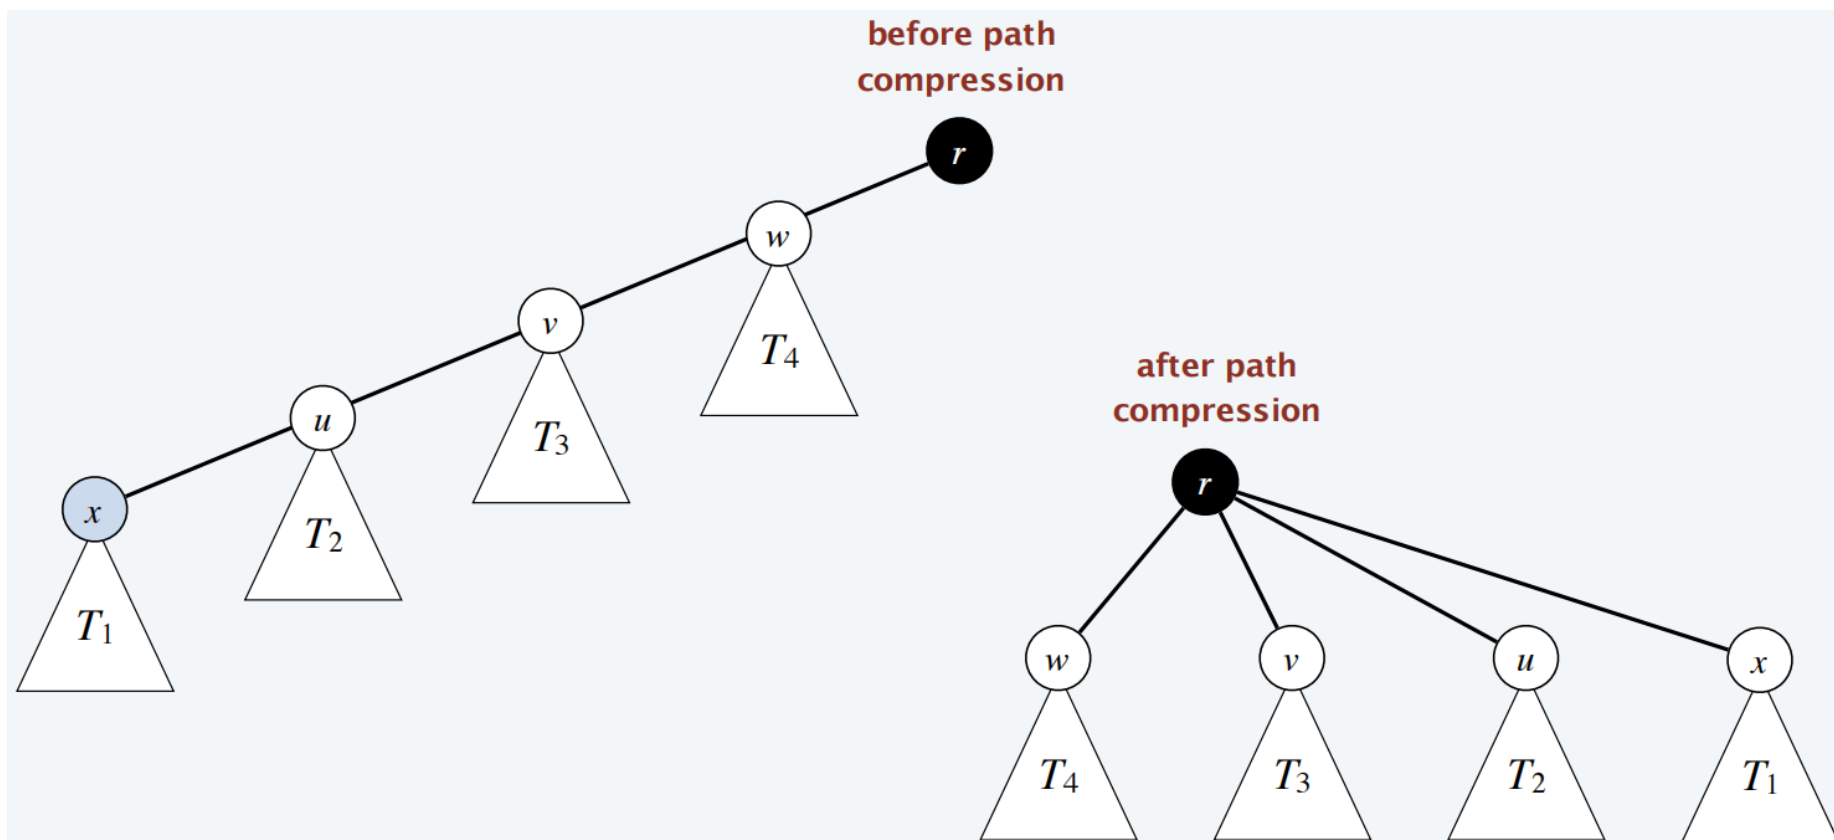 before path
compression
r
w
T4
v
T3
u
T2
x
T1
after path
compression
r
w
v
u
x
T4
T3
T2
T1